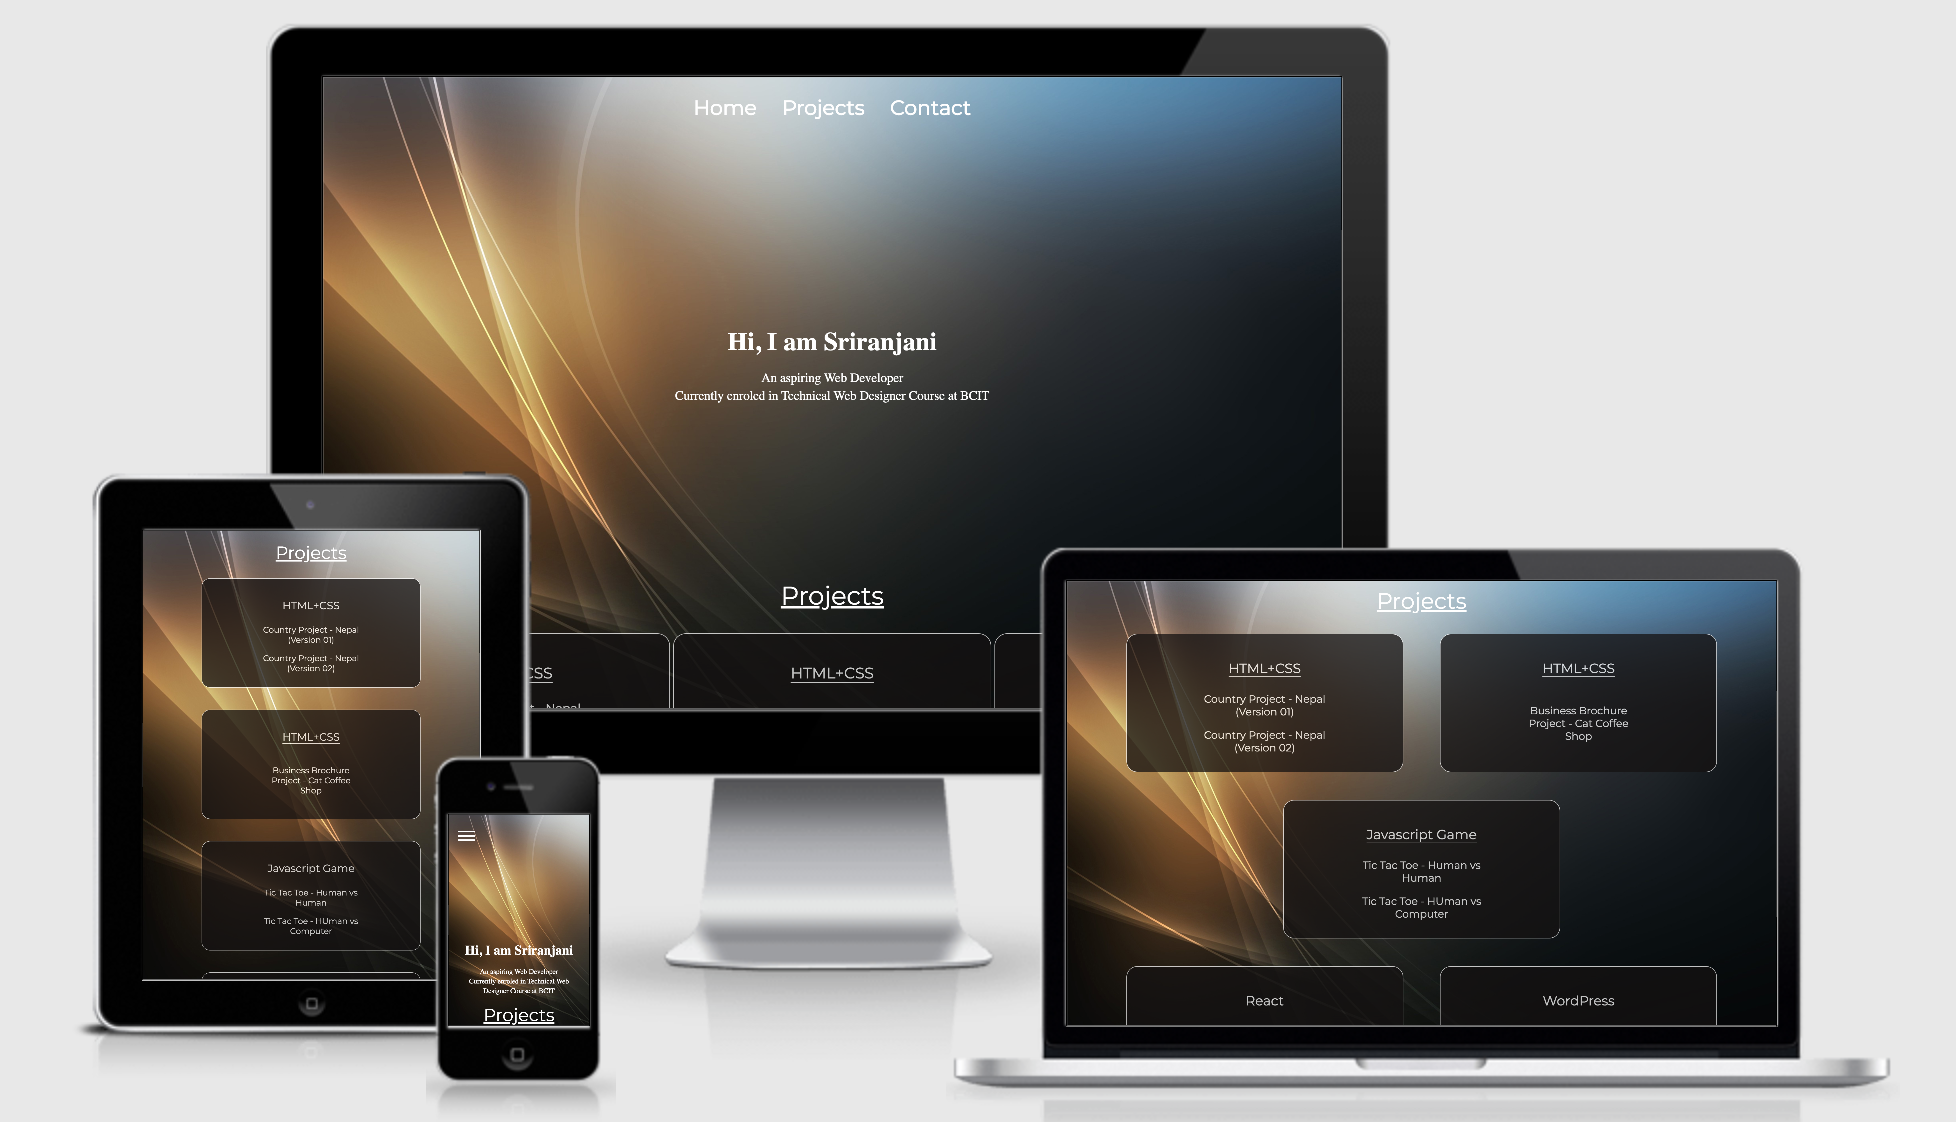 Home Projects Contact
Hi, I am Sriranjani
An aspiring Web Developer
Currently enroled in Technical Web Designer Course at BCIT
Projects
CSS
t - Nepal
HTML+CSS
Projects
HTML+CSS
Country Project - Nepal
(Version 01)
Country Project - Nepal
(Version 02)
HTML+CSS
Business Brochure
Project - Cat Coffee
Shop
Javascript Game
Tic Tac Toe - Human vs
Human
Tic Tac Toe - HUman vs
Computer
Hi, I am Sriranjani
An aspiring Web Developer
Currently enroled in Technical Web
Designer Course at BCIT
Projects
Projects
HTML+CSS
Country Project - Nepal
(Version 01)
Country Project - Nepal
(Version 02)
HTML+CSS
Business Brochure
Project - Cat Coffee
Shop
Javascript Game
Tic Tac Toe - Human vs
Human
Tic Tac Toe - HUman vs
Computer
React
WordPress